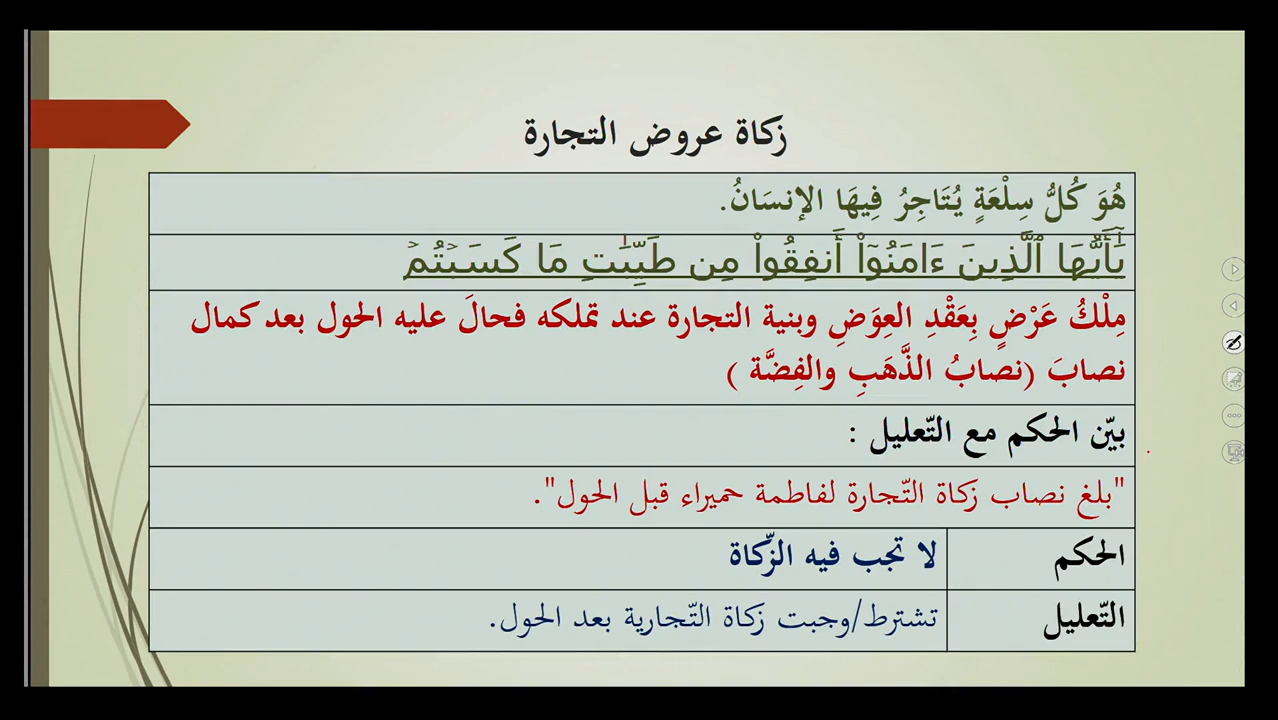 زكاة عروض التجارة
هُوَ كُلُّ سِلْعَةٍ يُتَاجِرُ فِيهَا الإنسَانُ.
يَٰٓأَيُّهَا ٱلَّذِينَ ءَامَنُوٓاْ أَنفِقُواْ مِن طَيِّبَٰتِ مَا كَسَبۡتُمۡ
مِلْكُ عَرْضٍ بِعَقْدِ العِوَضِ وبنية التجارة عند تملكه فحالَ عليه الحول بعد كمال
نصابَ (نصابُ الذَّهَبِ والفِضَّة )
بيّن الحكم مع التّعليل :
"بلغ نصاب زكاة التّجارة لفاطمة حميراء قبل الحول".
الحكم لا تجب فيه الزّكاة
التّعليل تشترط/وجبت زكاة التّجارية بعد الحول.